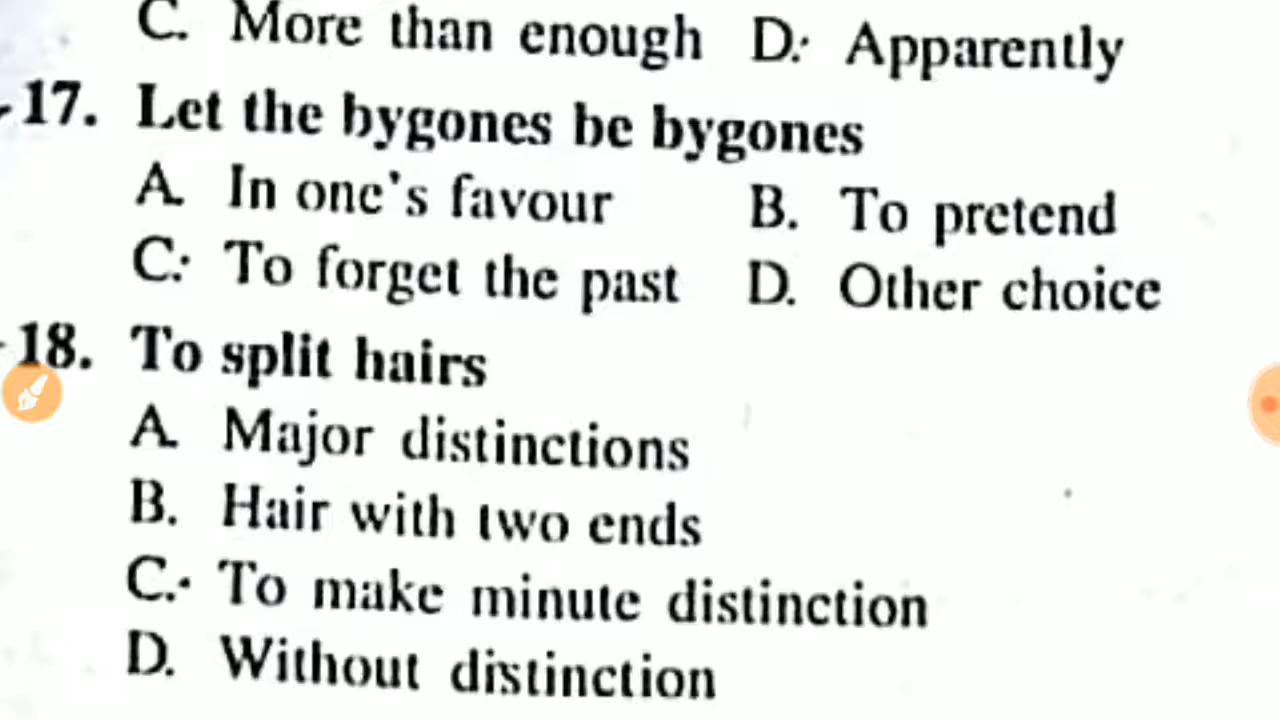 C. More than enough D. Apparently
17. Let the bygones be bygones
A. In one's favour B. To pretend
C. To forget the past D. Other choice
18. To split hairs
A. Major distinctions
B. Hair with two ends
C. To make minute distinction
D. Without distinction